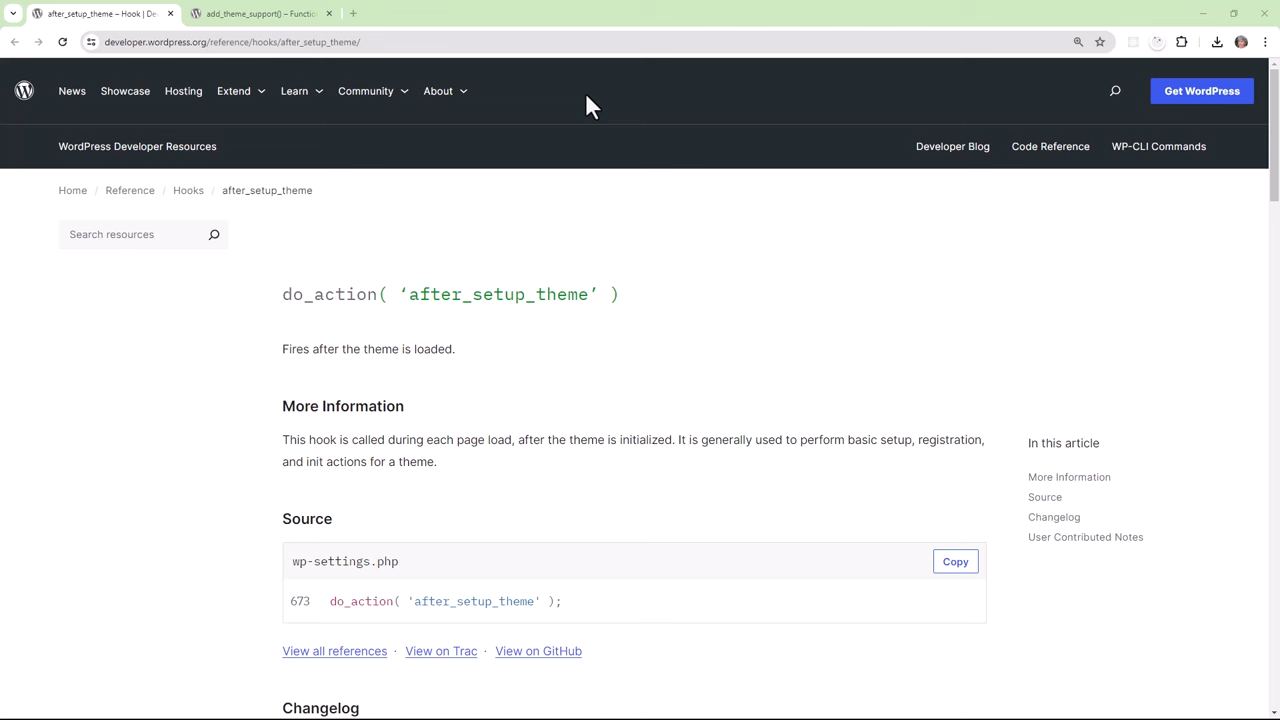 after_setup_theme – Hook | De
add_theme_support() – Functio
developer.wordpress.org/reference/hooks/after_setup_theme/
News Showcase Hosting Extend Learn Community About Get WordPress
WordPress Developer Resources Developer Blog Code Reference WP-CLI Commands
Home / Reference / Hooks / after_setup_theme
Search resources
do_action( ‘after_setup_theme’ )
Fires after the theme is loaded.
More Information
This hook is called during each page load, after the theme is initialized. It is generally used to perform basic setup, registration,
and init actions for a theme.
In this article
More Information
Source
Changelog
User Contributed Notes
Source
wp-settings.php Copy
673 do_action( 'after_setup_theme' );
View all references · View on Trac · View on GitHub
Changelog